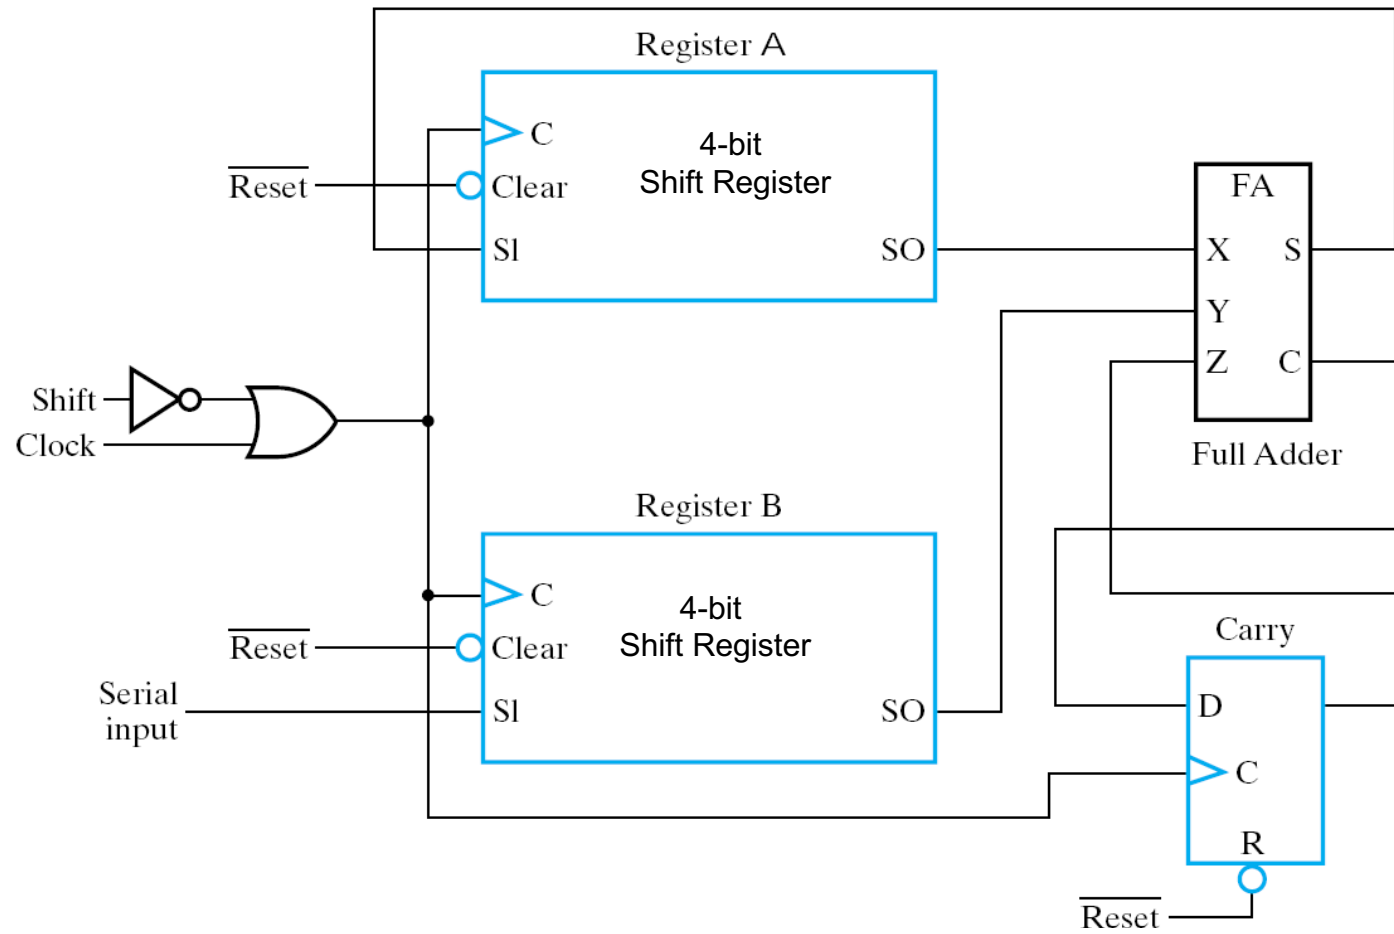 Register A
C
4-bit
Shift Register
Reset
Clear
SI
SO
FA
X
S
Y
Z
C
Full Adder
Shift
Clock
Register B
C
4-bit
Shift Register
Reset
Clear
Serial
input
SI
SO
Carry
D
C
R
Reset